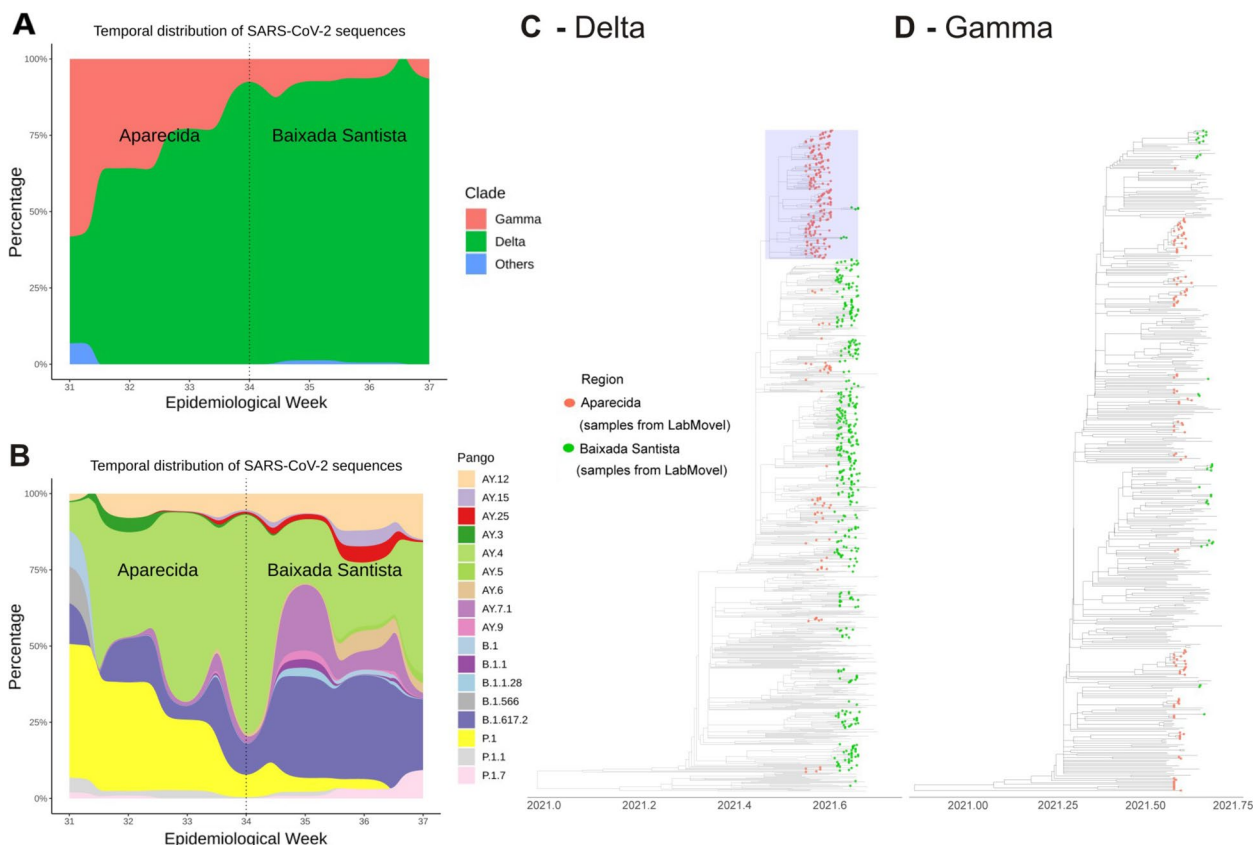 A
Temporal distribution of SARS-CoV-2 sequences
100%
75%
50%
25%
0%
Percentage
Aparecida
Baixada Santista
31
32
33
34
35
36
37
Epidemiological Week
Clade
Gamma
Delta
Others
B
Temporal distribution of SARS-CoV-2 sequences
100%
75%
50%
25%
0%
Percentage
Aparecida
Baixada Santista
31
32
33
34
35
36
37
Epidemiological Week
Pango
AY.12
AY.15
AY.25
AY.3
AY.4
AY.5
AY.6
AY.7.1
AY.9
B.1
B.1.1
B.1.1.28
B.1.566
B.1.617.2
P.1
P.1.1
P.1.7
C - Delta
Region
Aparecida
(samples from LabMovel)
Baixada Santista
(samples from LabMovel)
2021.0
2021.2
2021.4
2021.6
D - Gamma
2021.00
2021.25
2021.50
2021.75